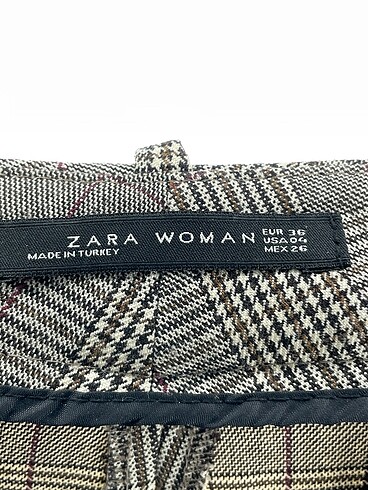 ZARA WOMAN
MADE IN TURKEY
EUR 36
USA 04
MEX 26